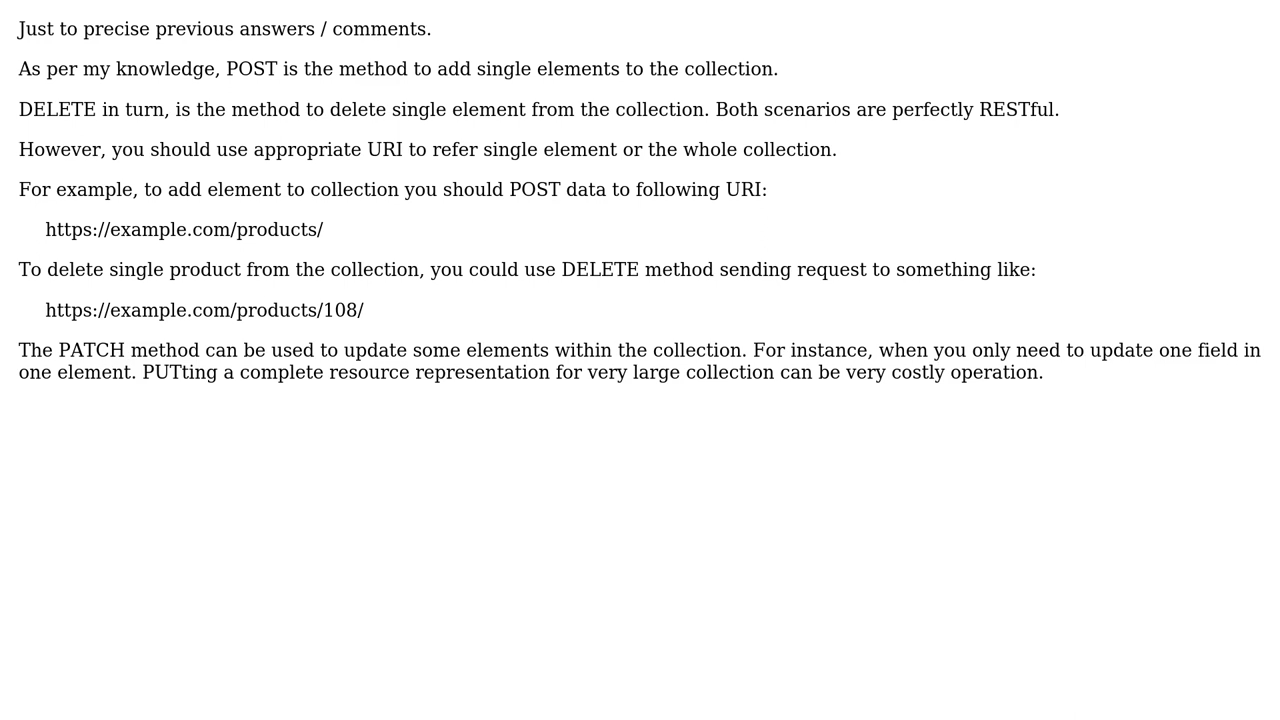 Just to precise previous answers / comments.
As per my knowledge, POST is the method to add single elements to the collection.
DELETE in turn, is the method to delete single element from the collection. Both scenarios are perfectly RESTful.
However, you should use appropriate URI to refer single element or the whole collection.
For example, to add element to collection you should POST data to following URI:
https://example.com/products/
To delete single product from the collection, you could use DELETE method sending request to something like:
https://example.com/products/108/
The PATCH method can be used to update some elements within the collection. For instance, when you only need to update one field in
one element. PUTting a complete resource representation for very large collection can be very costly operation.